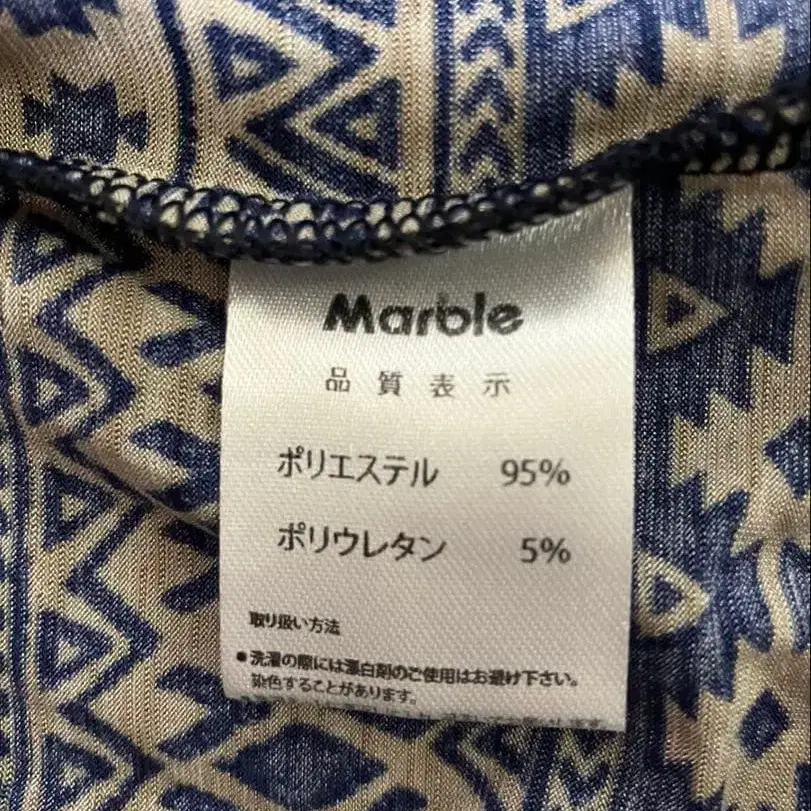 Marble
品質表示
ポリエステル 95%
ポリウレタン 5%
取り扱い方法
●洗濯の際には漂白剤のご使用はお避け下さい。
染色することがあります。